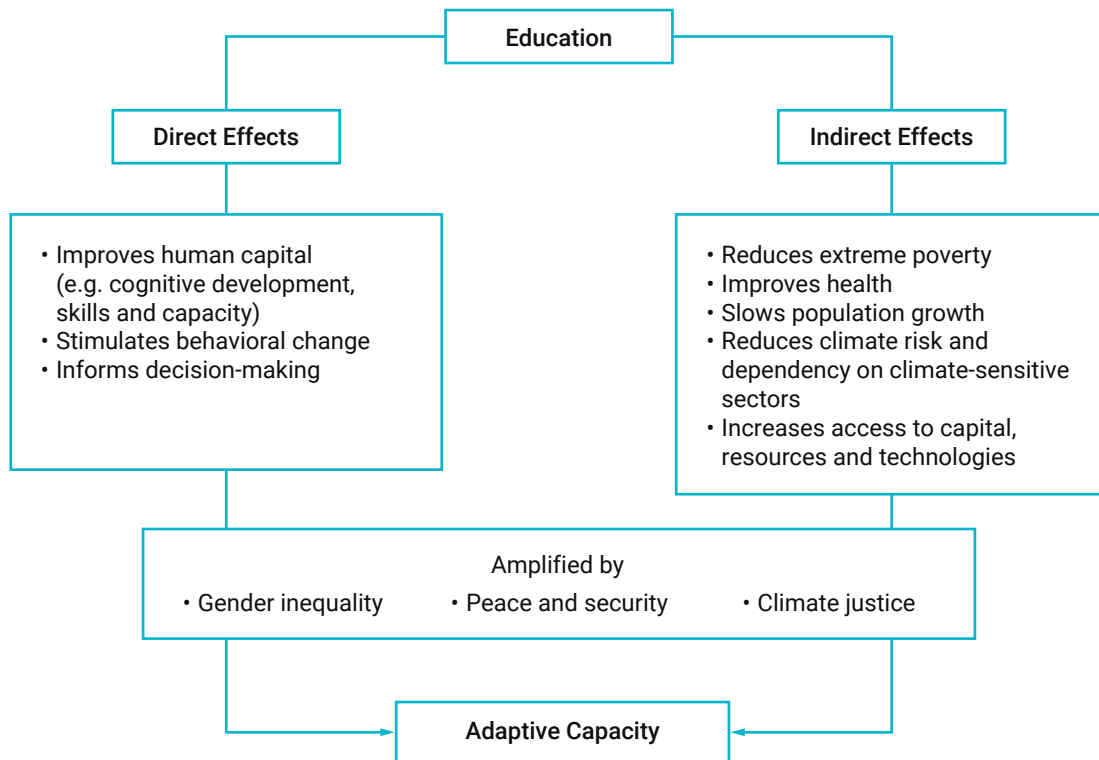 Education
Direct Effects
Indirect Effects
• Improves human capital
(e.g. cognitive development,
skills and capacity)
• Stimulates behavioral change
• Informs decision-making
• Reduces extreme poverty
• Improves health
• Slows population growth
• Reduces climate risk and
dependency on climate-sensitive
sectors
• Increases access to capital,
resources and technologies
Amplified by
• Gender inequality
• Peace and security
• Climate justice
Adaptive Capacity